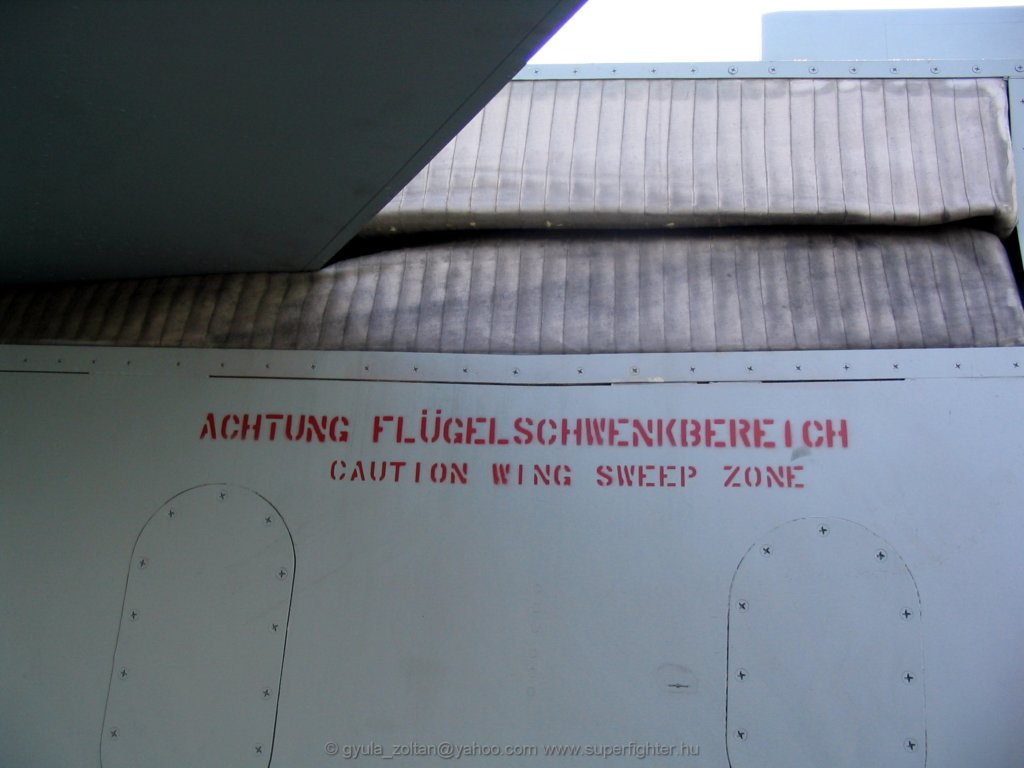 ACHTUNG FLÜGELSCHWENKBEREICH
CAUTION WING SWEEP ZONE
© gyula_zoltan@yahoo.com www.superfighter.hu